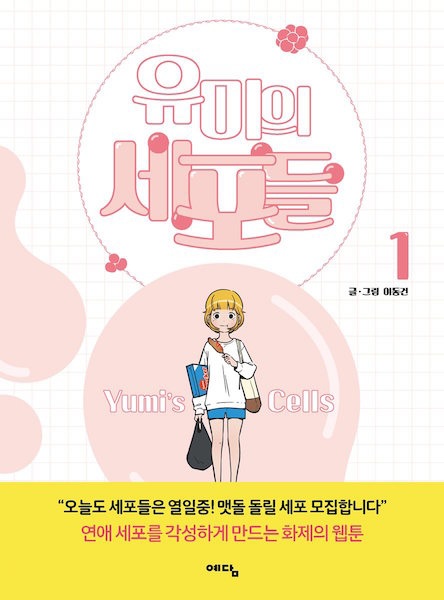 유미의
세포들
1
글·그림 이동건
Yumi's Cells
“오늘도 세포들은 열일중! 맷돌 돌릴 세포 모집합니다”
연애 세포를 각성하게 만드는 화제의 웹툰
예담